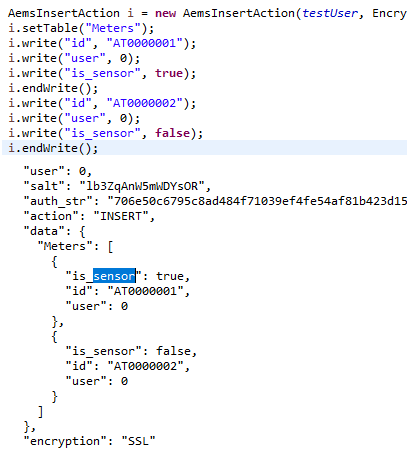 AemsInsertAction i = new AemsInsertAction(testUser, Encry
i.setTable("Meters");
i.write("id", "AT0000001");
i.write("user", 0);
i.write("is_sensor", true);
i.endWrite();
i.write("id", "AT0000002");
i.write("user", 0);
i.write("is_sensor", false);
i.endWrite();
"user": 0,
"salt": "lb3ZqAnW5mWDYsOR",
"auth_str": "706e50c6795c8ad484f71039ef4fe54af81b423d15
"action": "INSERT",
"data": {
"Meters": [
{
"is_sensor": true,
"id": "AT0000001",
"user": 0
},
{
"is_sensor": false,
"id": "AT0000002",
"user": 0
}
]
},
"encryption": "SSL"